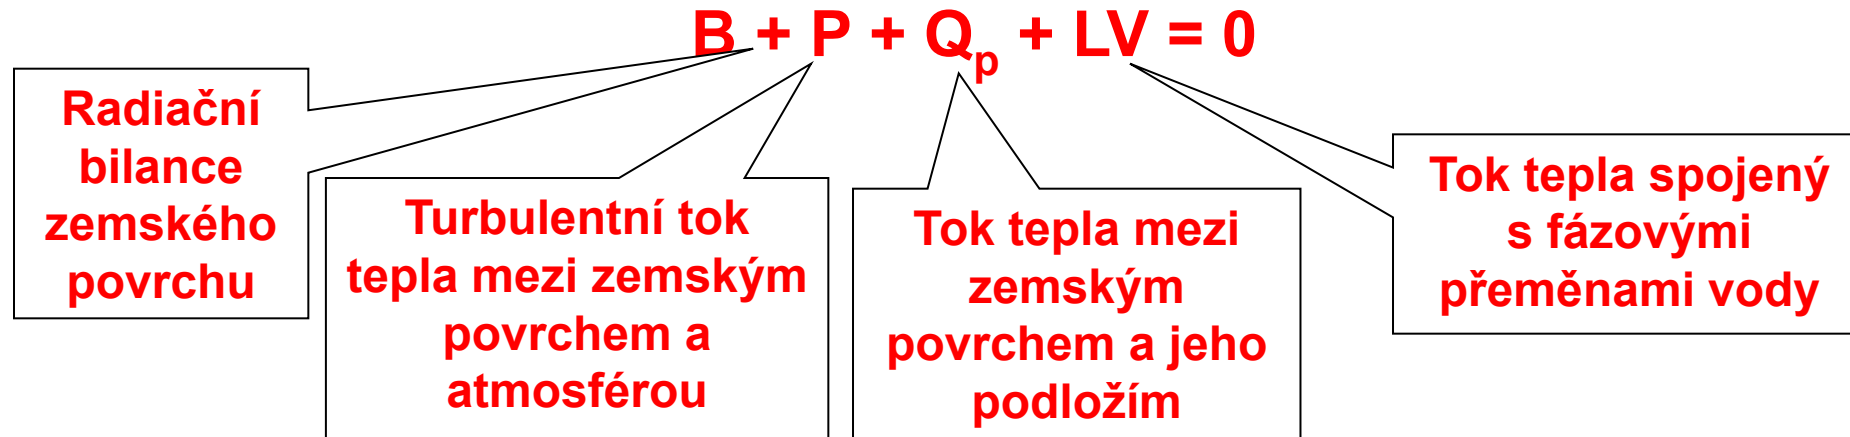 B + P + Qp + LV = 0
Radiační
bilance
zemského
povrchu
Turbulentní tok
tepla mezi zemským
povrchem a
atmosférou
Tok tepla mezi
zemským
povrchem a jeho
podložím
Tok tepla spojený
s fázovými
přeměnami vody